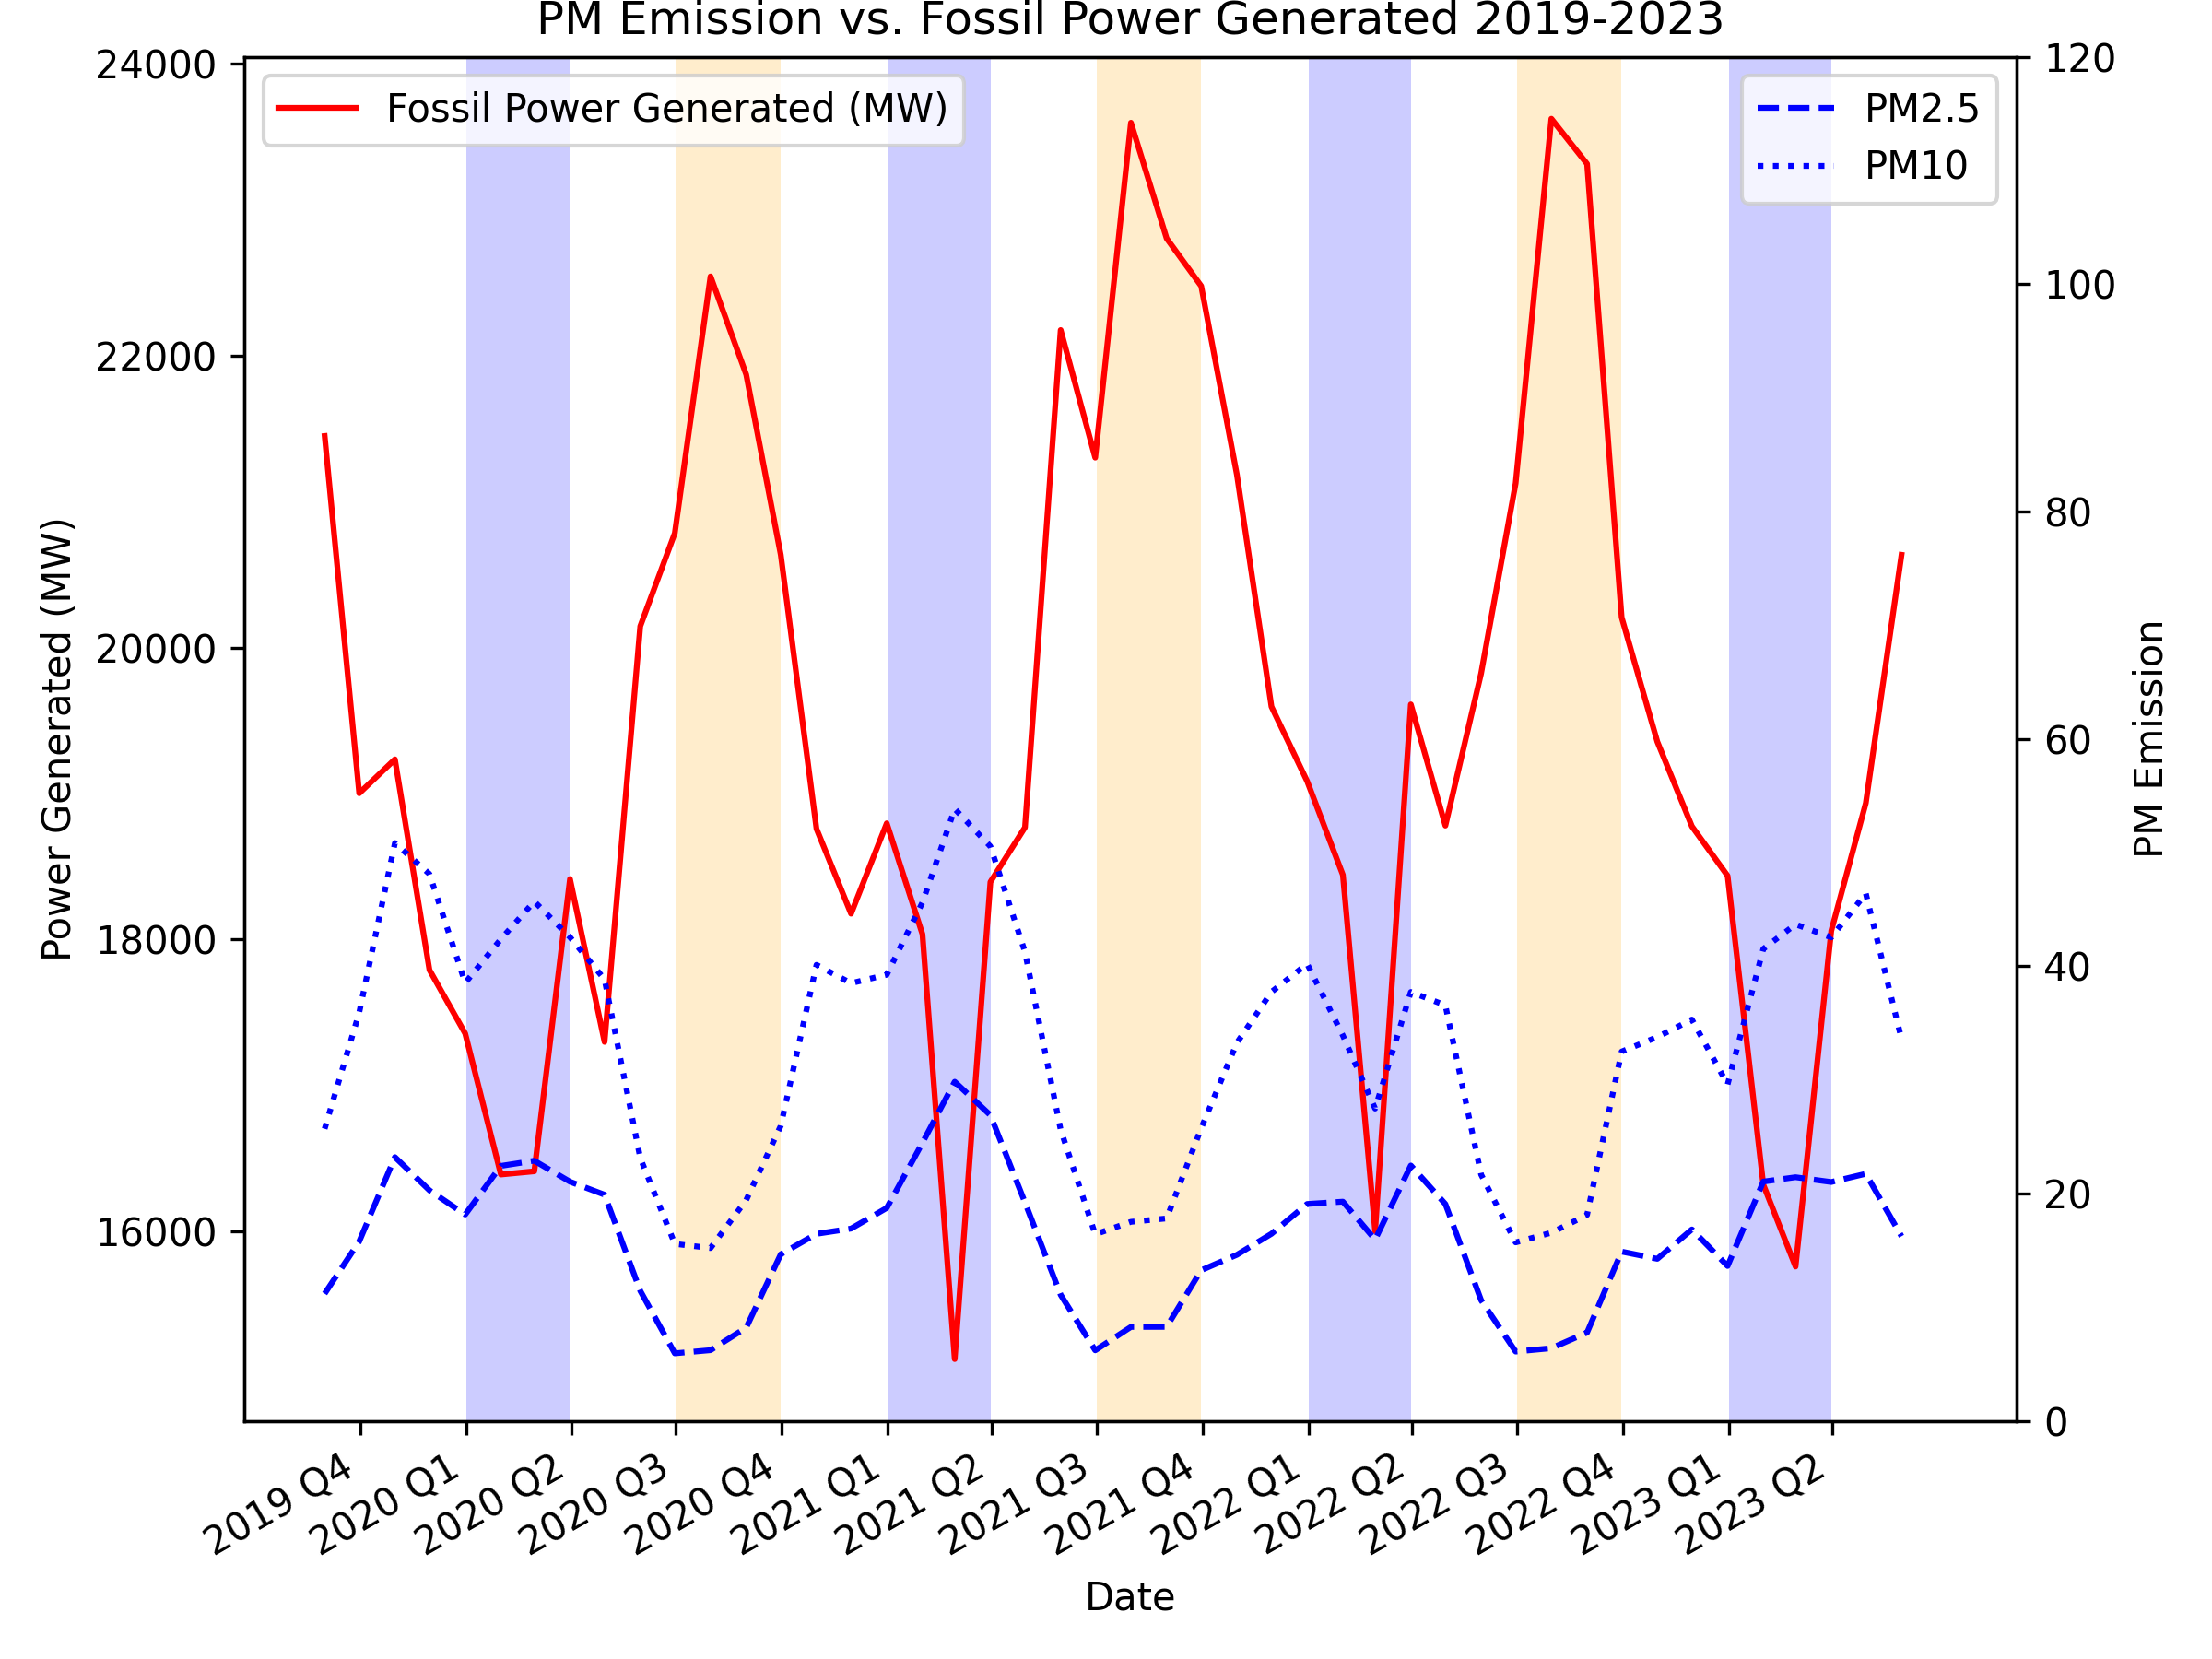 PM Emission vs. Fossil Power Generated 2019-2023
Fossil Power Generated (MW)
PM2.5
PM10
Power Generated (MW)
24000
22000
20000
18000
16000
120
100
80
60
40
20
0
PM Emission
2019 Q4
2020 Q1
2020 Q2
2020 Q3
2020 Q4
2021 Q1
2021 Q2
2021 Q3
2021 Q4
2022 Q1
2022 Q2
2022 Q3
2022 Q4
2023 Q1
2023 Q2
Date